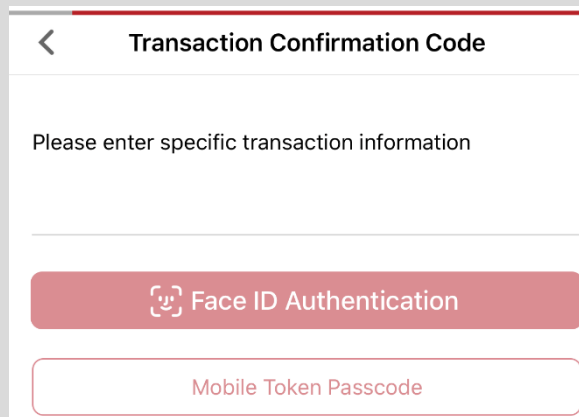 Transaction Confirmation Code
Please enter specific transaction information
Face ID Authentication
Mobile Token Passcode